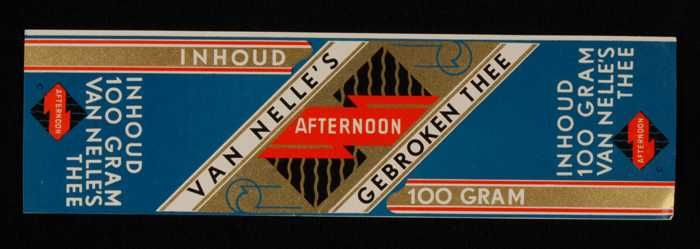 INHOUD
INHOUD
100 GRAM
VAN NELLE'S
THEE
AFTERNOON
VAN NELLE'S
AFTERNOON
GEBROKEN THEE
100 GRAM
INHOUD
100 GRAM
VAN NELLE'S
THEE
AFTERNOON